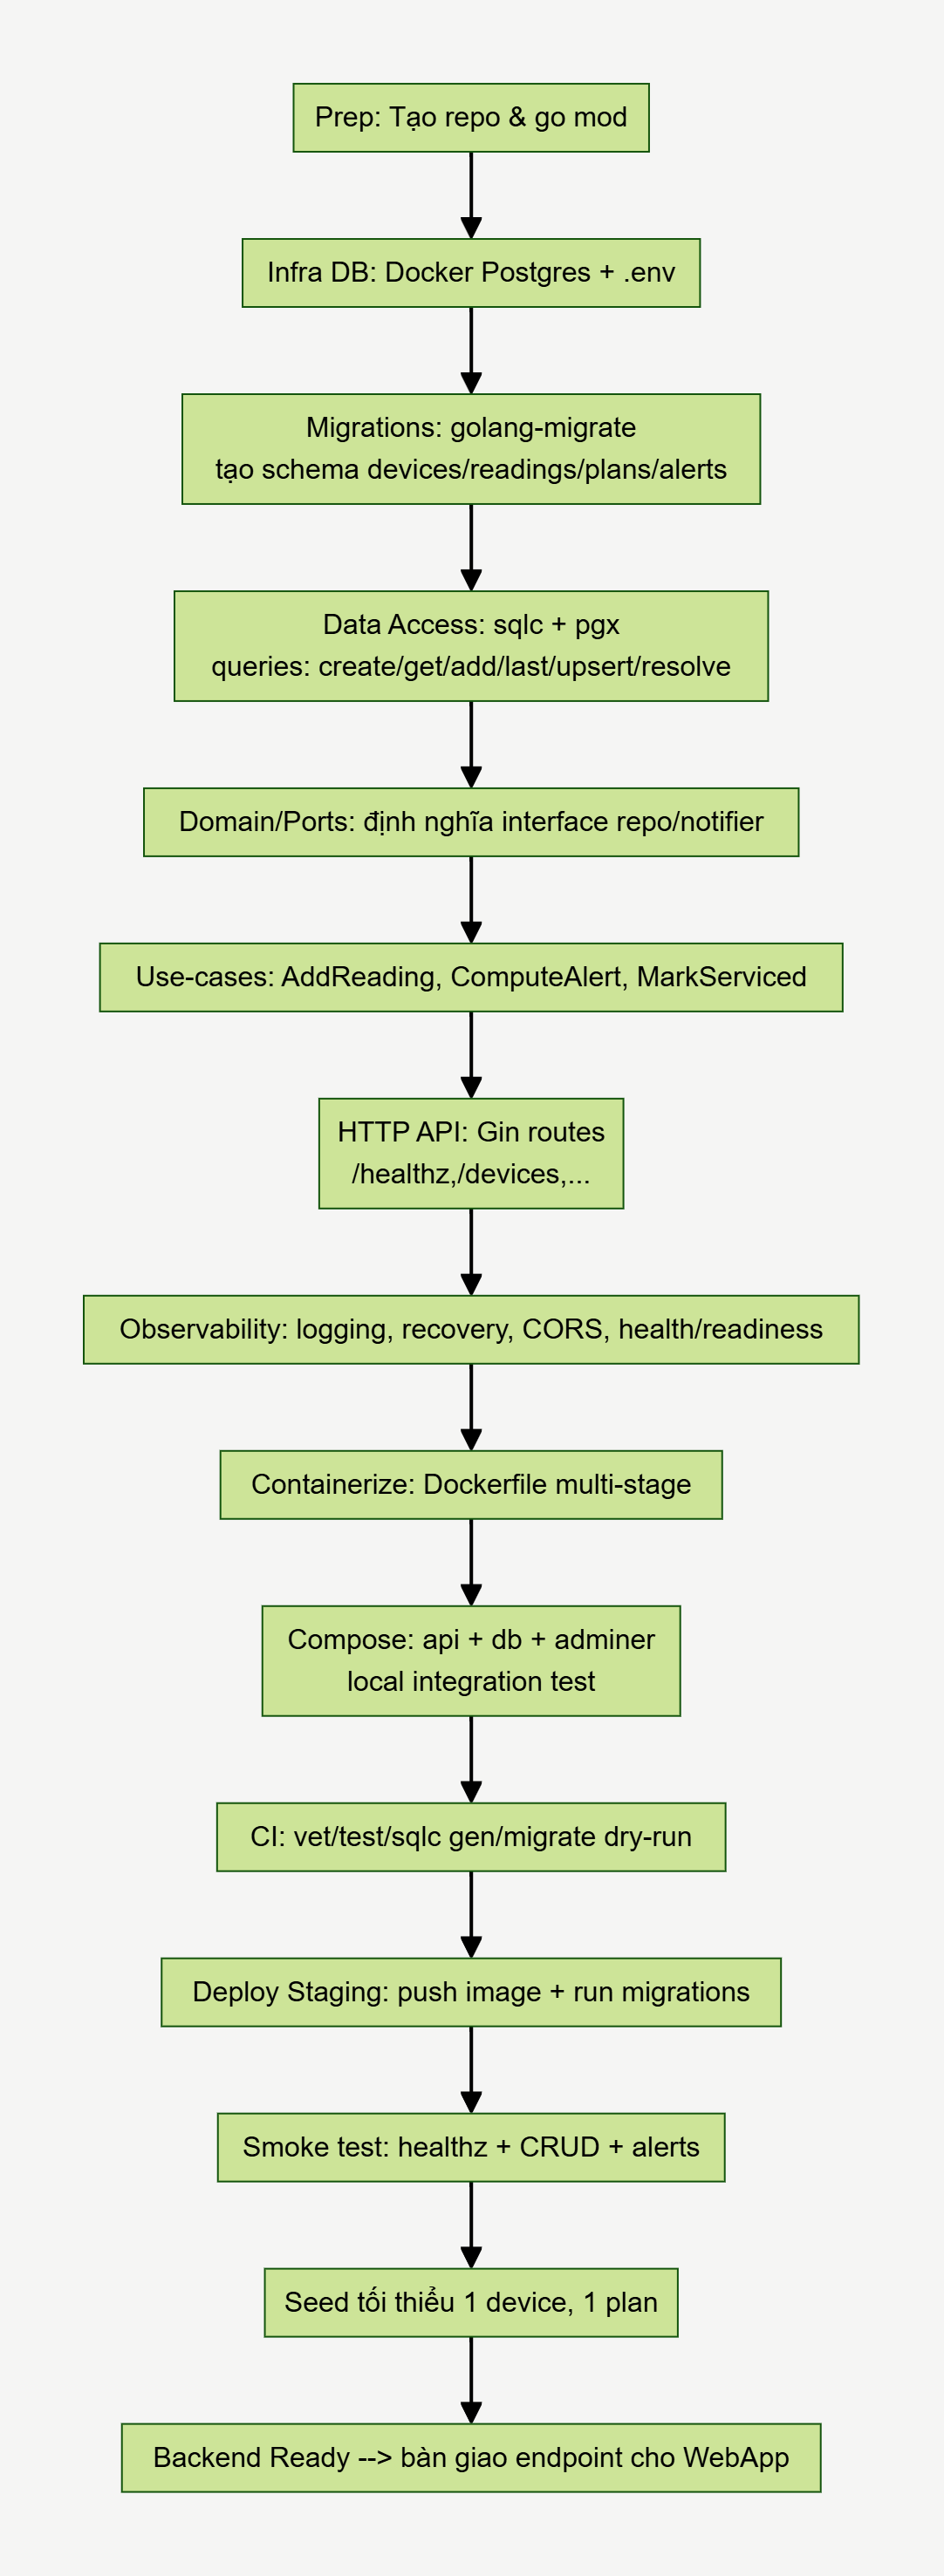 Prep: Tạo repo & go mod
Infra DB: Docker Postgres + .env
Migrations: golang-migrate
tạo schema devices/readings/plans/alerts
Data Access: sqlc + pgx
queries: create/get/add/last/upsert/resolve
Domain/Ports: định nghĩa interface repo/notifier
Use-cases: AddReading, ComputeAlert, MarkServiced
HTTP API: Gin routes
/healthz,/devices,...
Observability: logging, recovery, CORS, health/readiness
Containerize: Dockerfile multi-stage
Compose: api + db + adminer
local integration test
CI: vet/test/sqlc gen/migrate dry-run
Deploy Staging: push image + run migrations
Smoke test: healthz + CRUD + alerts
Seed tối thiểu 1 device, 1 plan
Backend Ready --> bàn giao endpoint cho WebApp